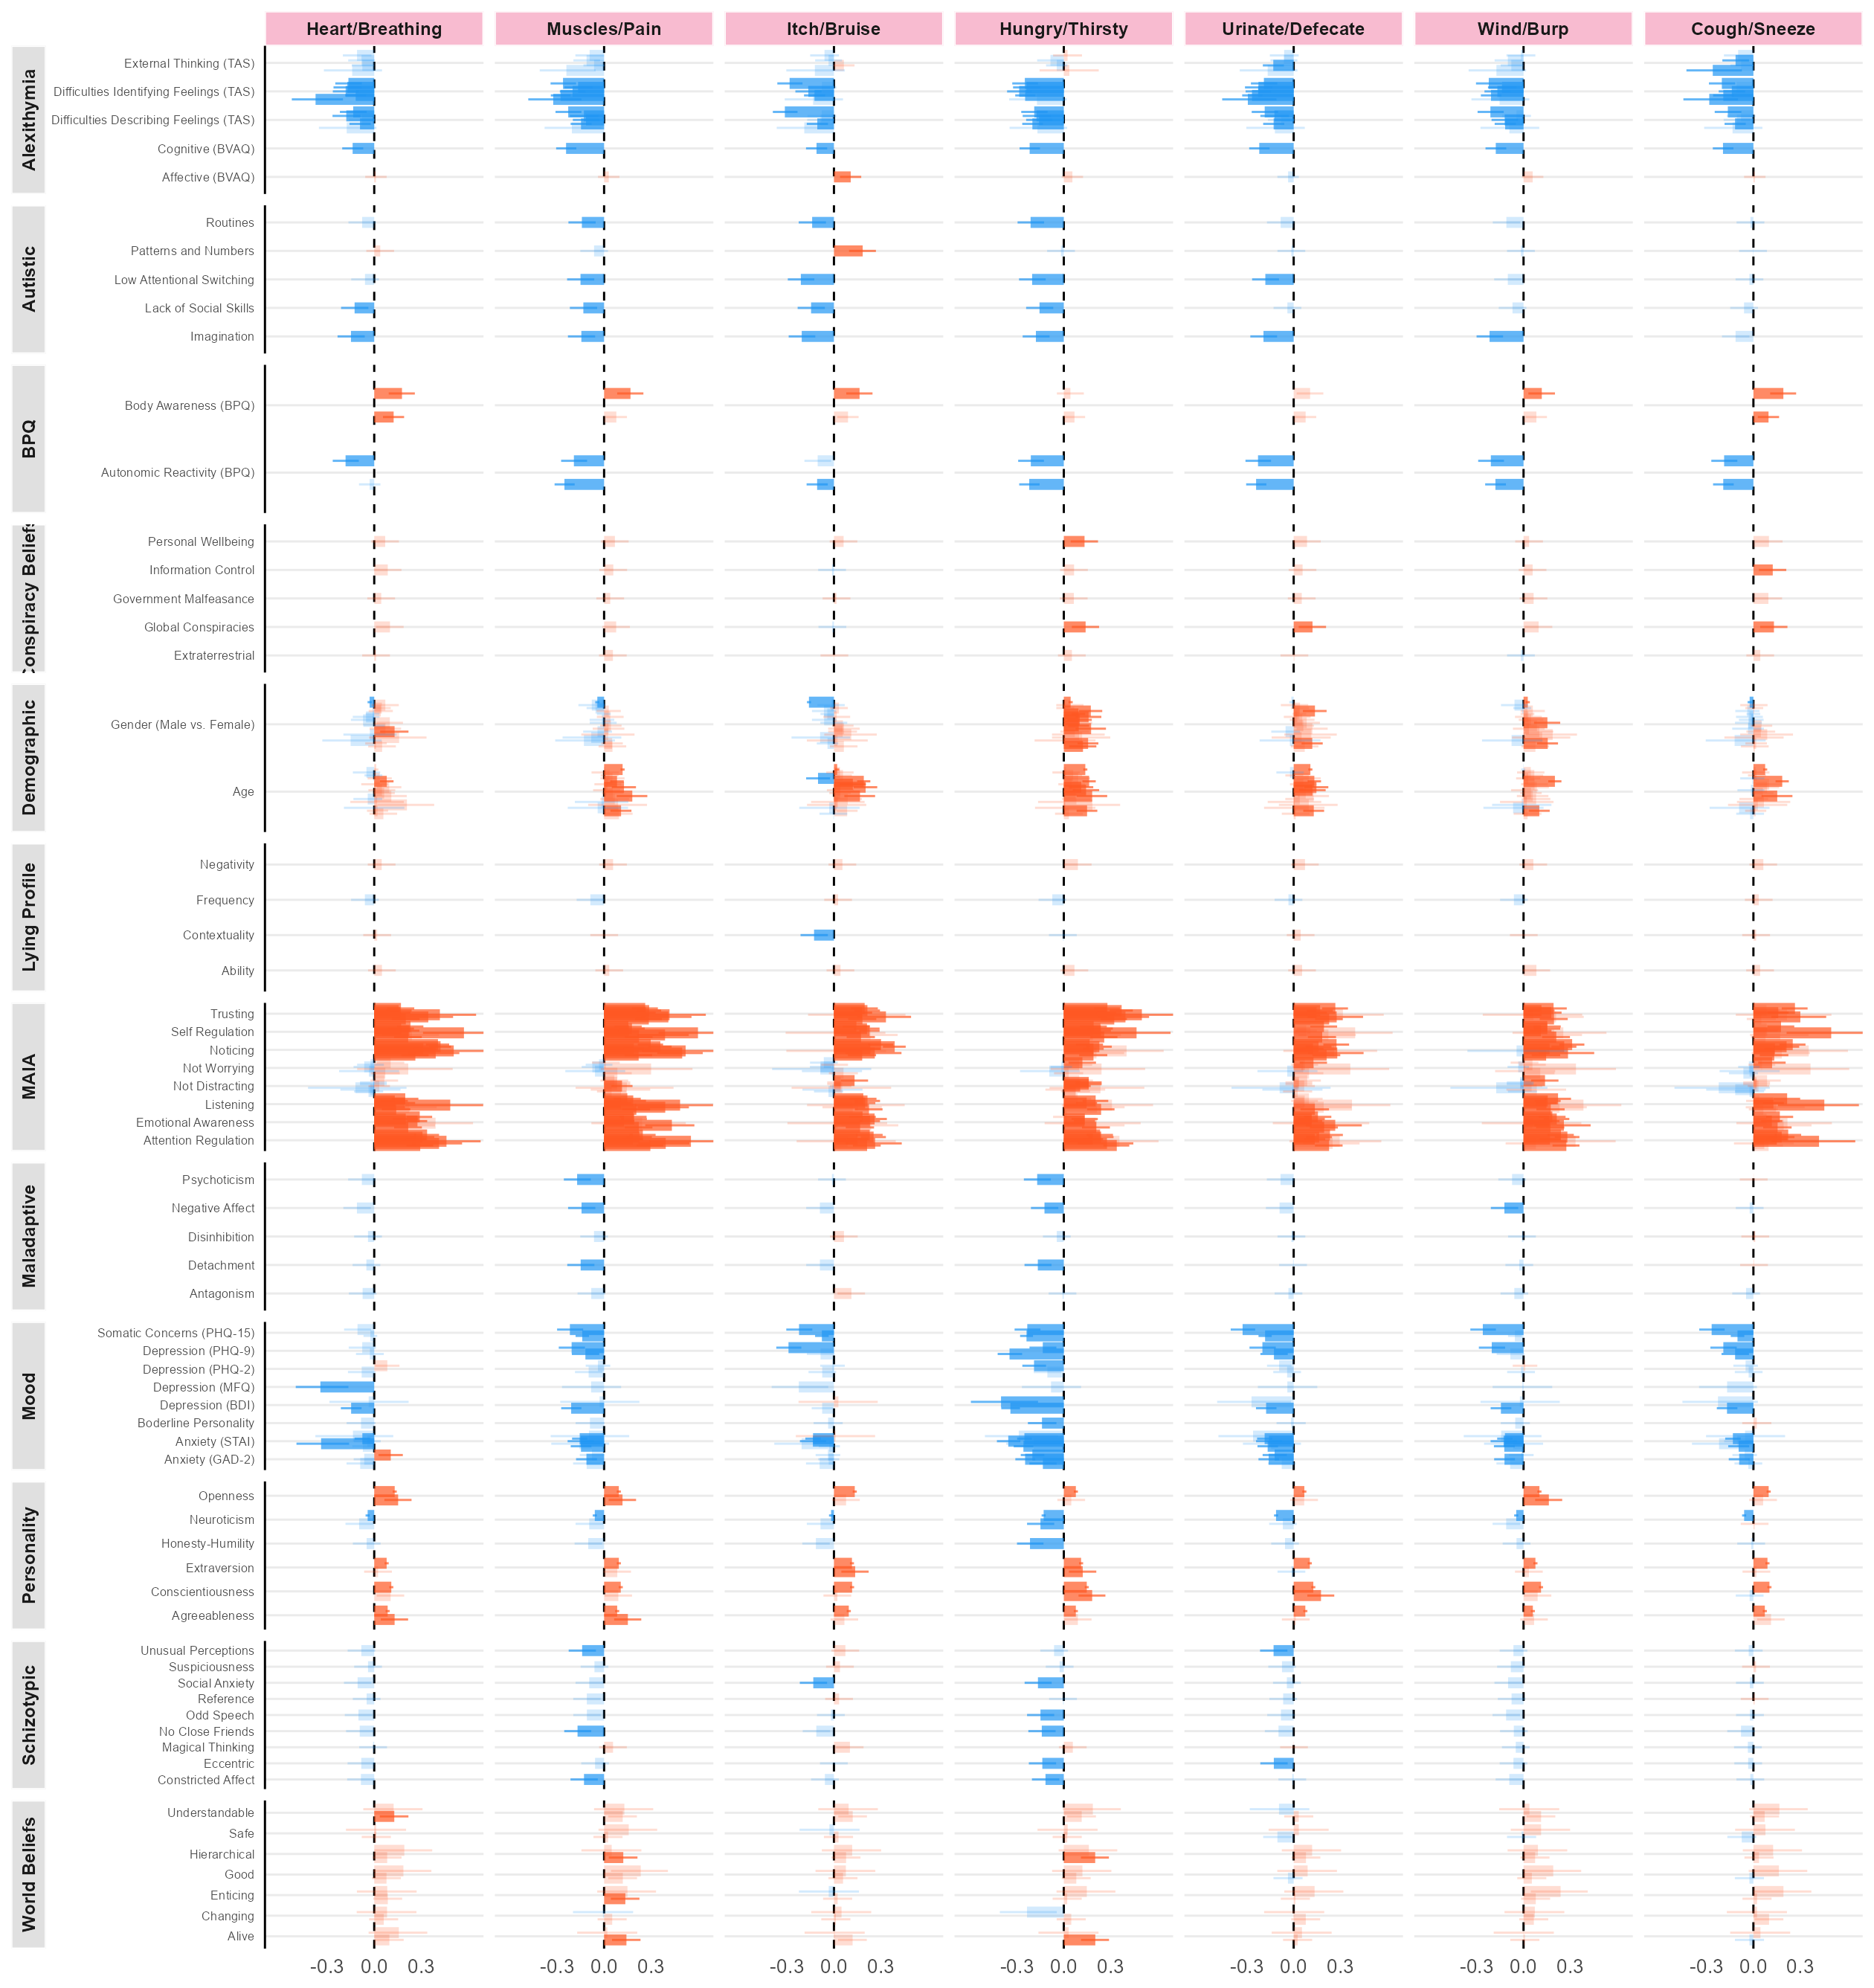 Heart/Breathing Muscles/Pain Itch/Bruise Hungry/Thirsty Urinate/Defecate Wind/Burp Cough/Sneeze
Alexithymia
External Thinking (TAS)
Difficulties Identifying Feelings (TAS)
Difficulties Describing Feelings (TAS)
Cognitive (BVAQ)
Affective (BVAQ)
Autistic
Routines
Patterns and Numbers
Low Attentional Switching
Lack of Social Skills
Imagination
BPQ
Body Awareness (BPQ)
Autonomic Reactivity (BPQ)
Conspiracy Beliefs
Personal Wellbeing
Information Control
Government Malfeasance
Global Conspiracies
Extraterrestrial
Demographic
Gender (Male vs. Female)
Age
Lying Profile
Negativity
Frequency
Contextuality
Ability
MAIA
Trusting
Self Regulation
Noticing
Not Worrying
Not Distracting
Listening
Emotional Awareness
Attention Regulation
Maladaptive
Psychoticism
Negative Affect
Disinhibition
Detachment
Antagonism
Mood
Somatic Concerns (PHQ-15)
Depression (PHQ-9)
Depression (PHQ-2)
Depression (MFQ)
Depression (BDI)
Boderline Personality
Anxiety (STAI)
Anxiety (GAD-2)
Personality
Openness
Neuroticism
Honesty-Humility
Extraversion
Conscientiousness
Agreeableness
Schizotypic
Unusual Perceptions
Suspiciousness
Social Anxiety
Reference
Odd Speech
No Close Friends
Magical Thinking
Eccentric
Constricted Affect
World Beliefs
Understandable
Safe
Hierarchical
Good
Enticing
Changing
Alive
-0.3 0.0 0.3 -0.3 0.0 0.3 -0.3 0.0 0.3 -0.3 0.0 0.3 -0.3 0.0 0.3 -0.3 0.0 0.3 -0.3 0.0 0.3